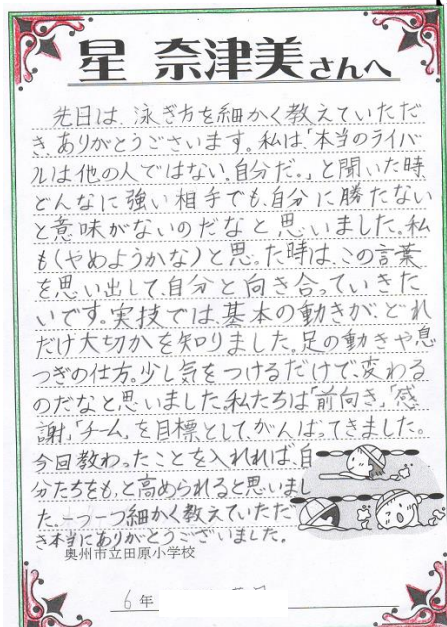 星 奈津美さんへ
先日は、泳ぎ方を細かく教えていただ
き、ありがとうございます。私は、「本当のライバ
ルは他の人ではない、自分だ。」と聞いた時、
どんなに強い相手でも、自分に勝たない
と意味がないのだなと思いました。私
も(やめようかな)と思った時は、この言葉
を思い出して、自分と向き合っていきた
いです。実技では、基本の動きが、どれ
だけ大切かを知りました。足の動きや息
つぎの仕方。少し気をつけるだけで変わる
のだなと思いました。私たちは「前向き」、「感
謝」、「チーム」を目標として、がんばってきました。
今回教わったことを入れれば、自
分たちをもっと高められると思いまし
た。一つ一つ細かく教えていただ
き本当にありがとうございました。
奥州市立田原小学校
6年